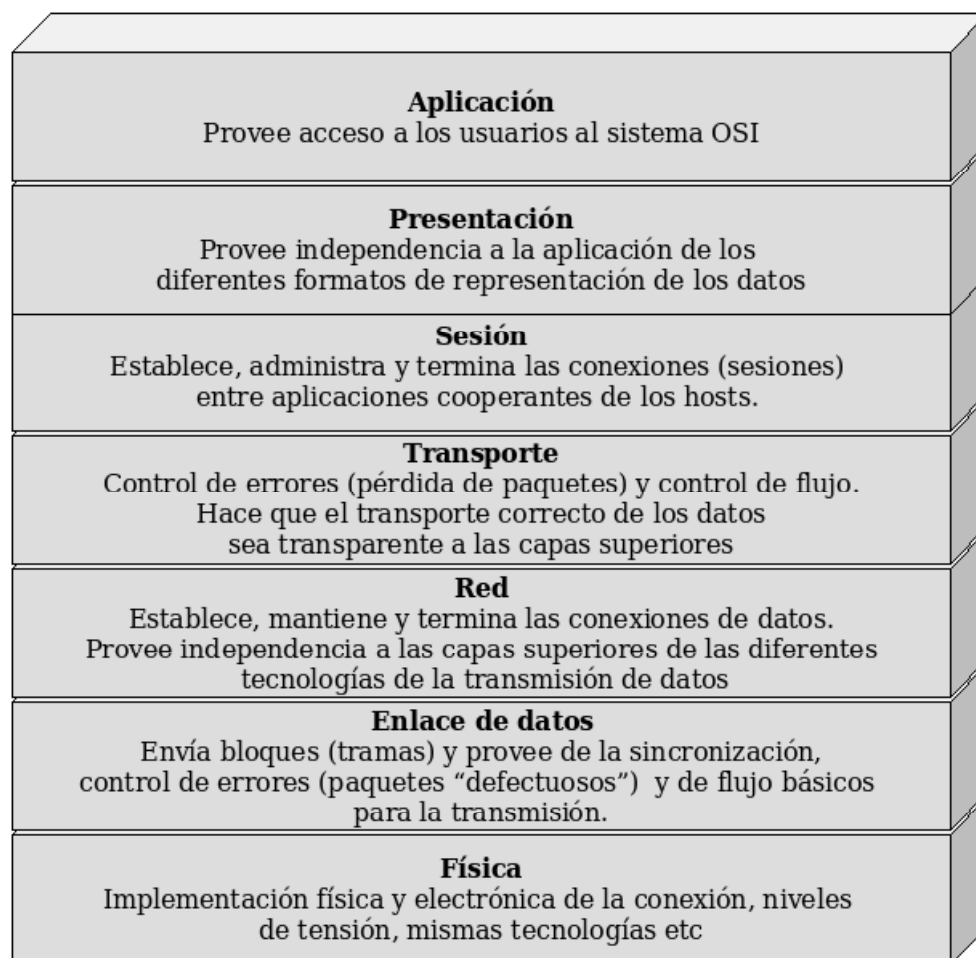 Aplicación
Provee acceso a los usuarios al sistema OSI
Presentación
Provee independencia a la aplicación de los
diferentes formatos de representación de los datos
Sesión
Establece, administra y termina las conexiones (sesiones)
entre aplicaciones cooperantes de los hosts.
Transporte
Control de errores (pérdida de paquetes) y control de flujo.
Hace que el transporte correcto de los datos
sea transparente a las capas superiores
Red
Establece, mantiene y termina las conexiones de datos.
Provee independencia a las capas superiores de las diferentes
tecnologías de la transmisión de datos
Enlace de datos
Envía bloques (tramas) y provee de la sincronización,
control de errores (paquetes “defectuosos”) y de flujo básicos
para la transmisión.
Física
Implementación física y electrónica de la conexión, niveles
de tensión, mismas tecnologías etc